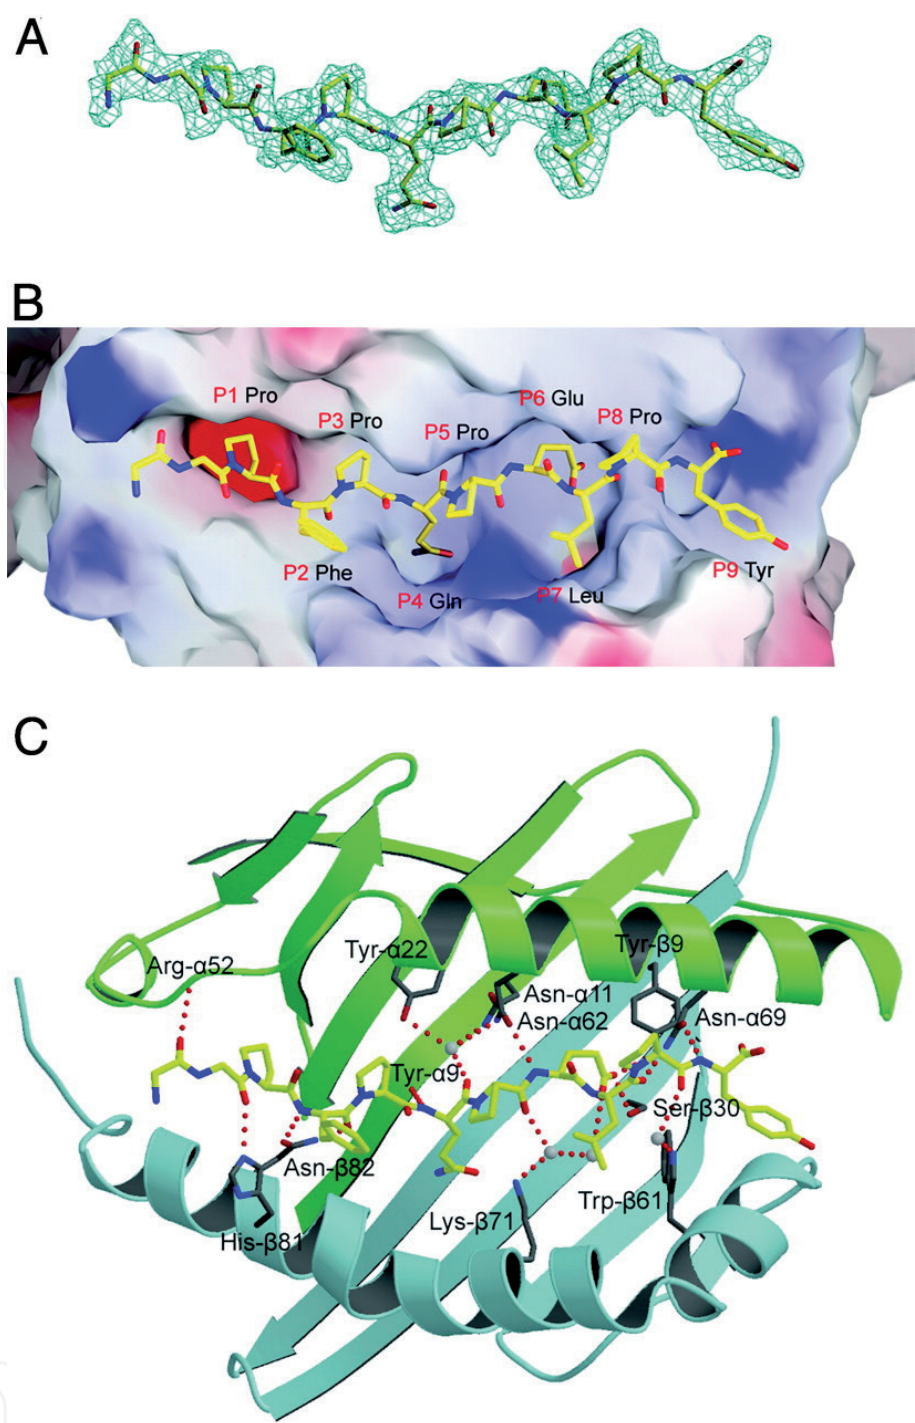 A
B
P1 Pro
P3 Pro
P5 Pro
P6 Glu
P8 Pro
P2 Phe
P4 Gln
P7 Leu
P9 Tyr
C
Arg-α52
Tyr-α22
Tyr-β9
Asn-α11
Asn-α62
Asn-α69
Tyr-α9
Ser-β30
Asn-β82
His-β81
Lys-β71
Trp-β61